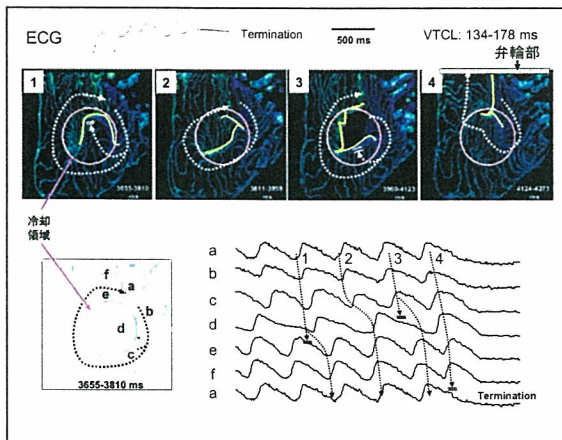 ECG
Termination
500 ms
VTCL: 134-178 ms
弁輪部
1
2
3
4
3655-3810
3811-3959
3960-4123
4124-4273
冷却
領域
f
a
e
b
d
c
3655-3810 ms
a
1
2
3
4
b
c
d
e
f
a
Termination